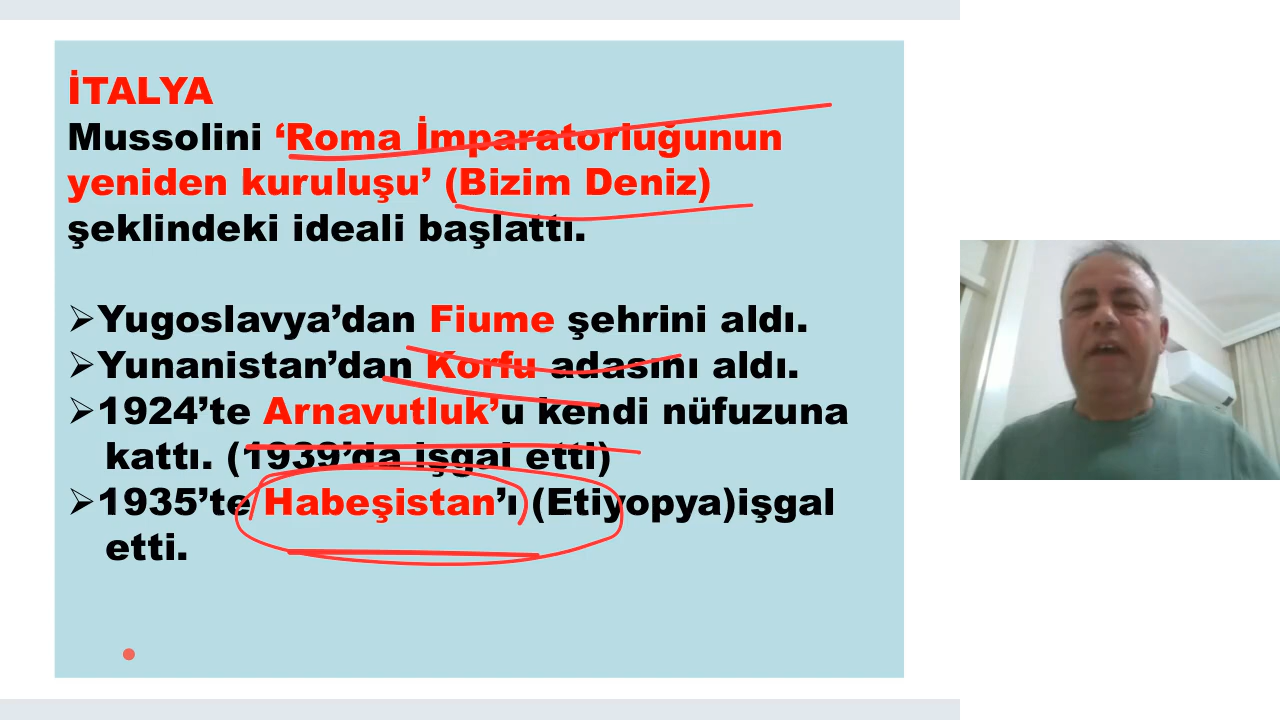 İTALYA
Mussolini ‘Roma İmparatorluğunun
yeniden kuruluşu’ (Bizim Deniz)
şeklindeki ideali başlattı.
➢Yugoslavya’dan Fiume şehrini aldı.
➢Yunanistan’dan Korfu adasını aldı.
➢1924’te Arnavutluk’u kendi nüfuzuna
kattı. (1939’da işgal etti)
➢1935’te Habeşistan’ı (Etiyopya)işgal
etti.